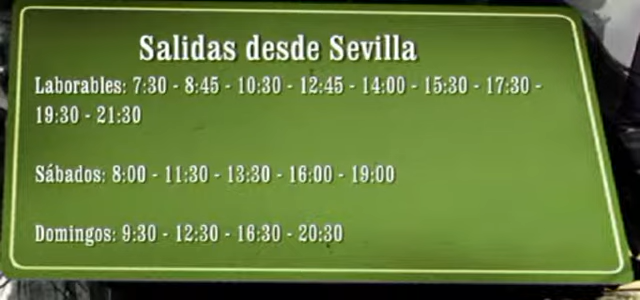 Salidas desde Sevilla
Laborables: 7:30 - 8:45 - 10:30 - 12:45 - 14:00 - 15:30 - 17:30 -
19:30 - 21:30
Sábados: 8:00 - 11:30 - 13:30 - 16:00 - 19:00
Domingos: 9:30 - 12:30 - 16:30 - 20:30